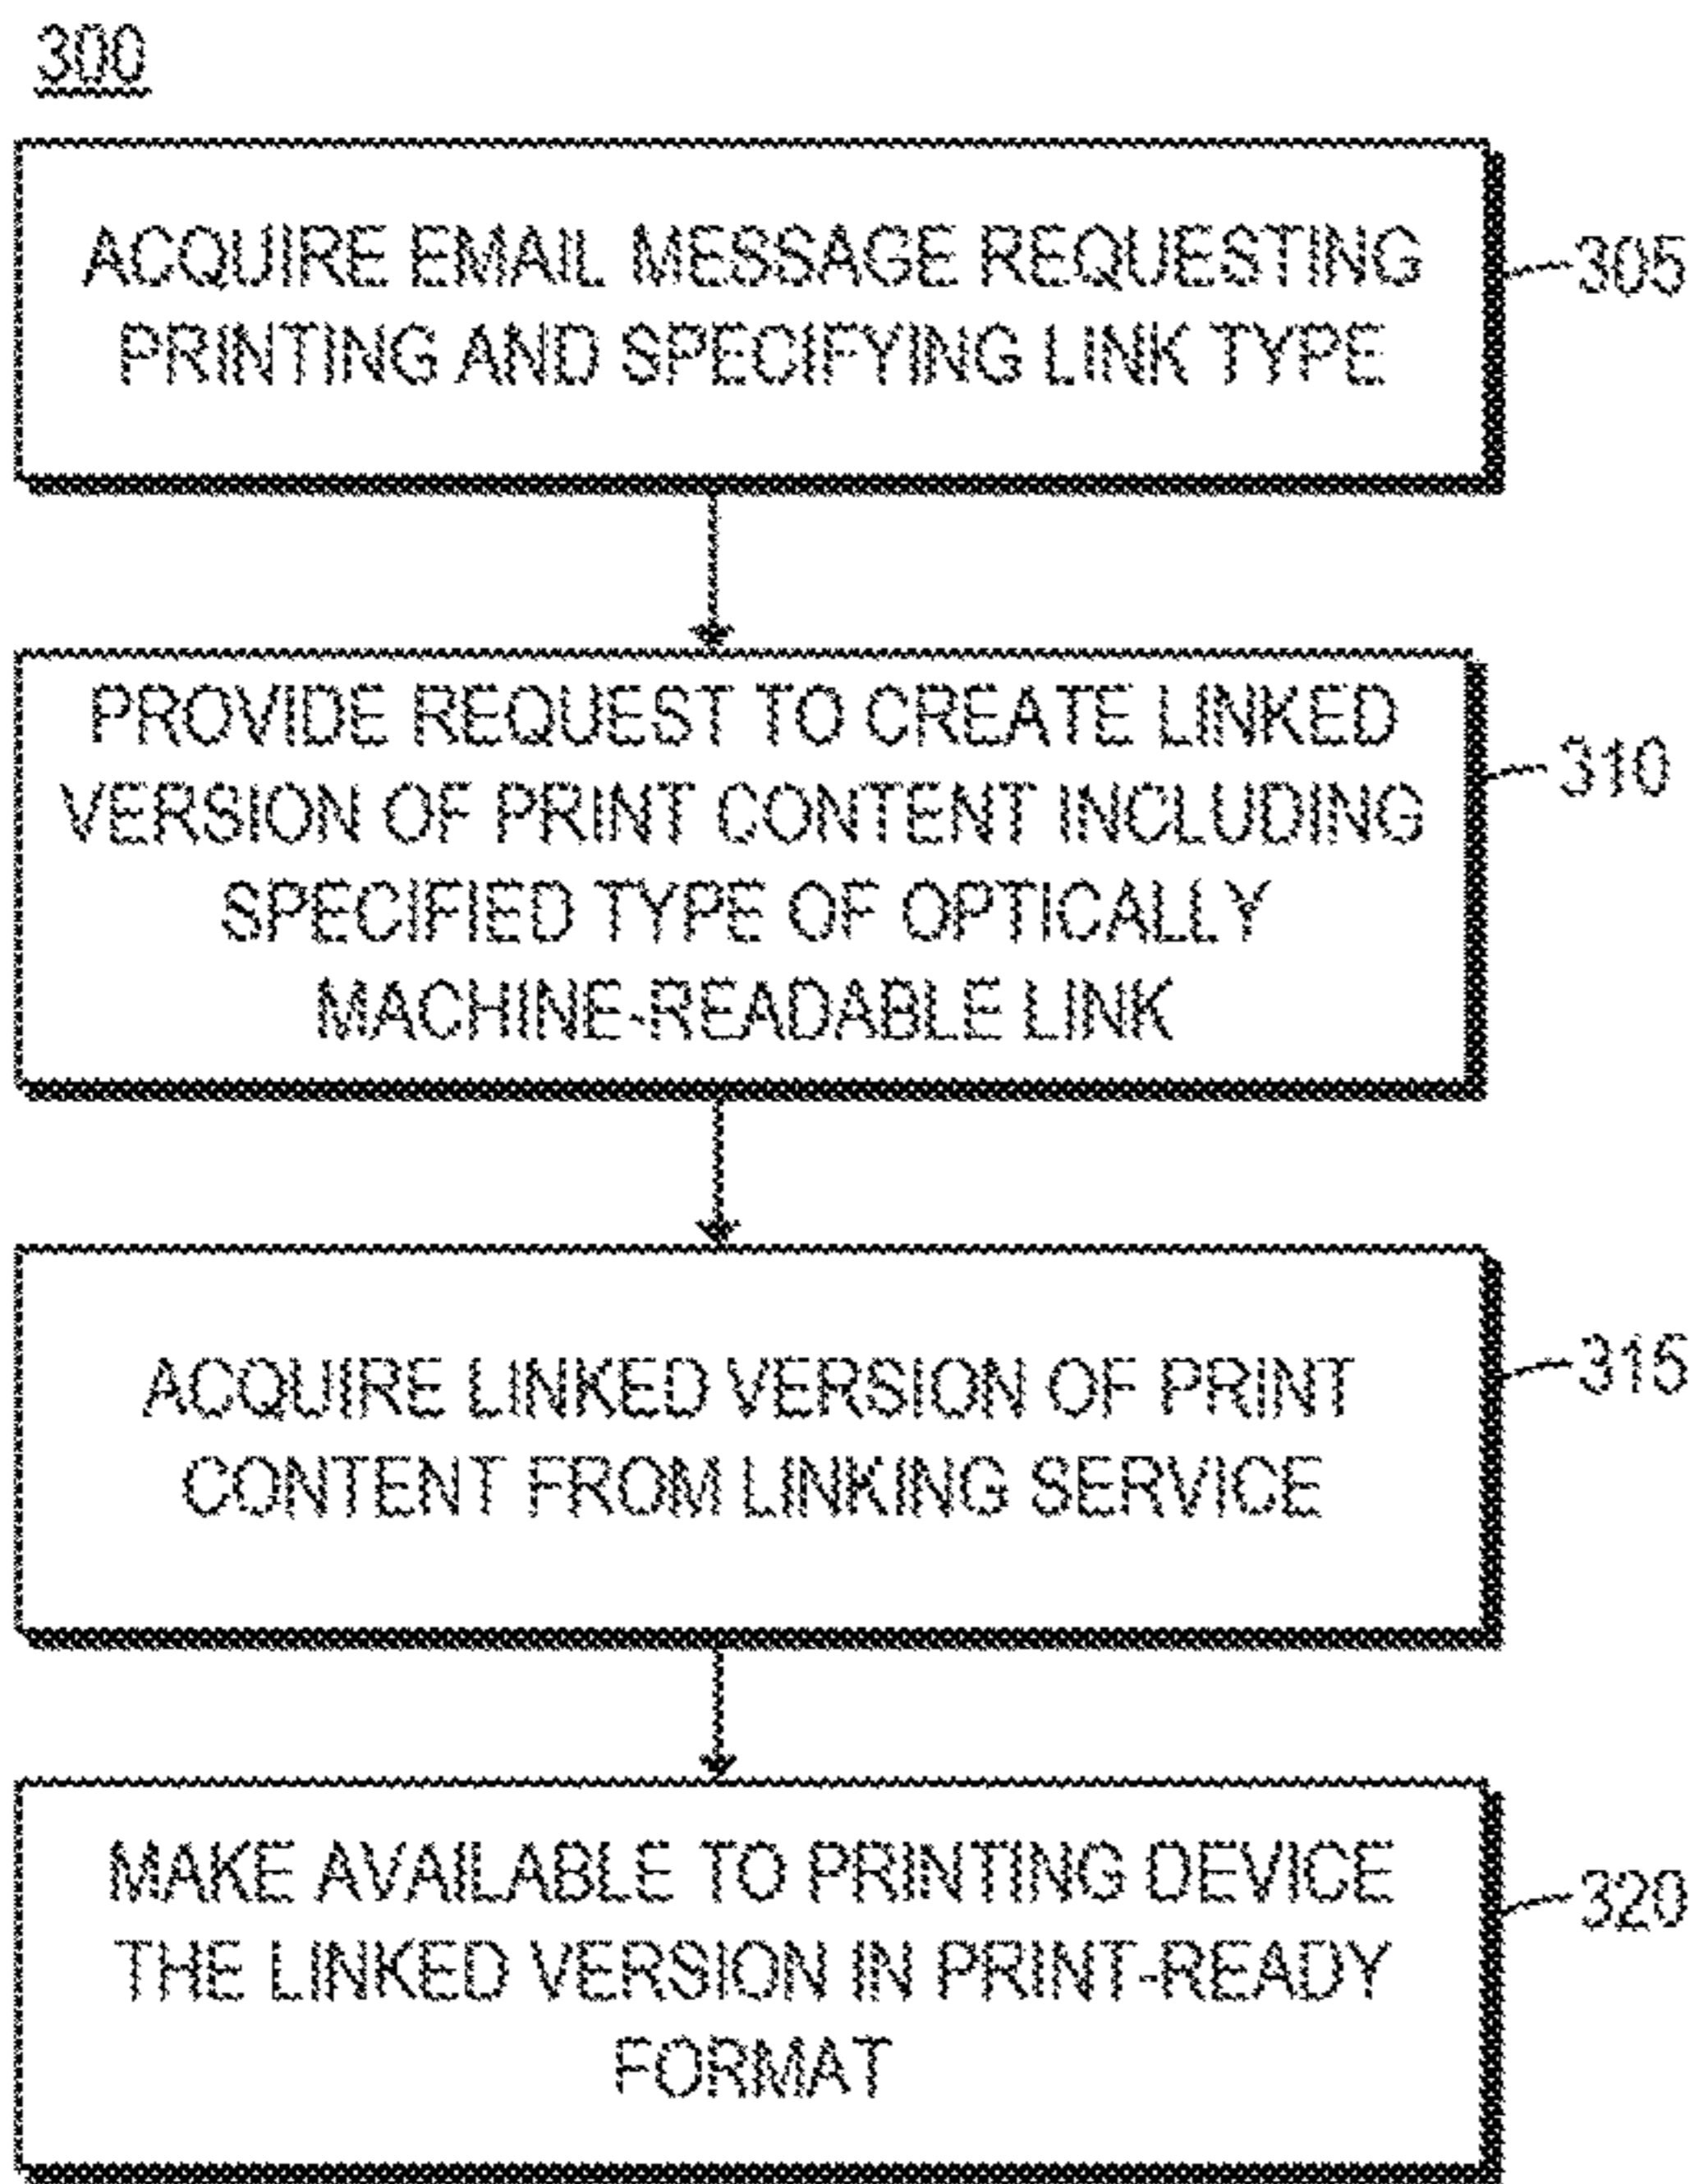 300
ACQUIRE EMAIL MESSAGE REQUESTING
PRINTING AND SPECIFYING LINK TYPE
305
PROVIDE REQUEST TO CREATE LINKED
VERSION OF PRINT CONTENT INCLUDING
SPECIFIED TYPE OF OPTICALLY
MACHINE-READABLE LINK
310
ACQUIRE LINKED VERSION OF PRINT
CONTENT FROM LINKING SERVICE
315
MAKE AVAILABLE TO PRINTING DEVICE
THE LINKED VERSION IN PRINT-READY
FORMAT
320